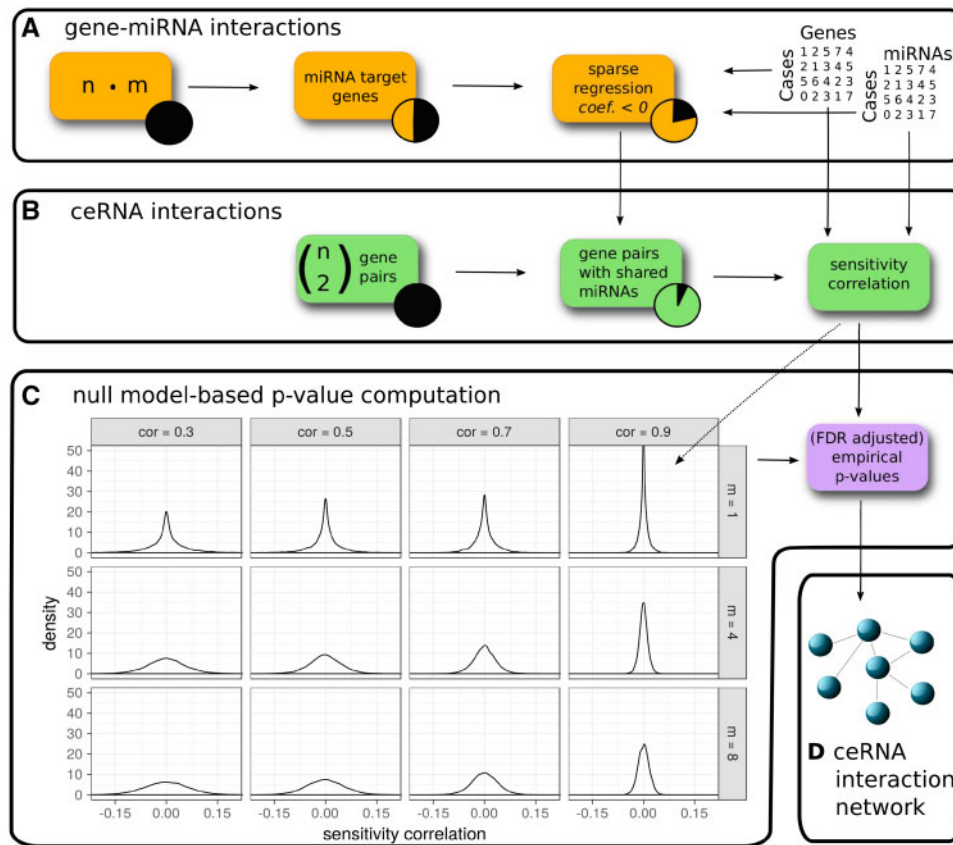 A gene-miRNA interactions
n · m
miRNA target
genes
sparse
regression
coef. < 0
Genes
Cases
1 2 5 7 4
2 1 3 4 5
5 6 4 2 3
0 2 3 1 7
miRNAs
Cases
1 2 5 7 4
2 1 3 4 5
5 6 4 2 3
0 2 3 1 7
B ceRNA interactions
(n 2) gene
pairs
gene pairs
with shared
miRNAs
sensitivity
correlation
C null model-based p-value computation
cor = 0.3 cor = 0.5 cor = 0.7 cor = 0.9
50
40
30
20
10
0
m = 1
50
40
30
20
10
0
m = 4
50
40
30
20
10
0
m = 8
density
-0.15 0.00 0.15 -0.15 0.00 0.15 -0.15 0.00 0.15 -0.15 0.00 0.15
sensitivity correlation
(FDR adjusted)
empirical
p-values
D ceRNA
interaction
network